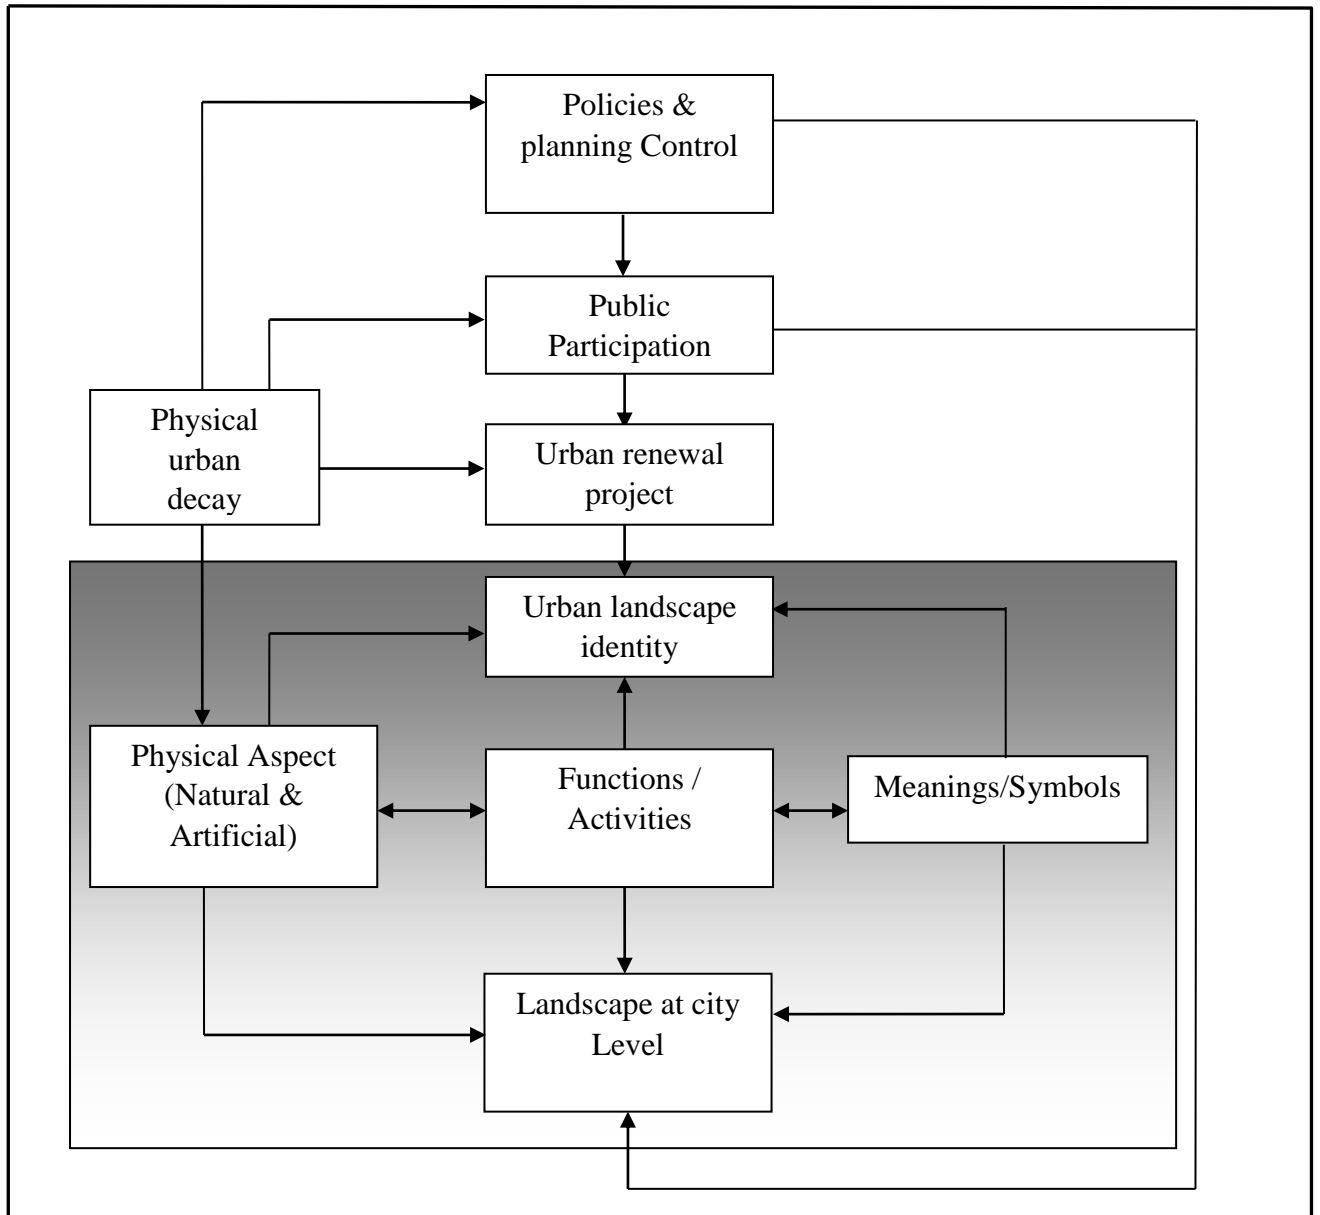 Policies &
planning Control
Public
Participation
Physical
urban
decay
Urban renewal
project
Urban landscape
identity
Physical Aspect
(Natural &
Artificial)
Functions /
Activities
Meanings/Symbols
Landscape at city
Level